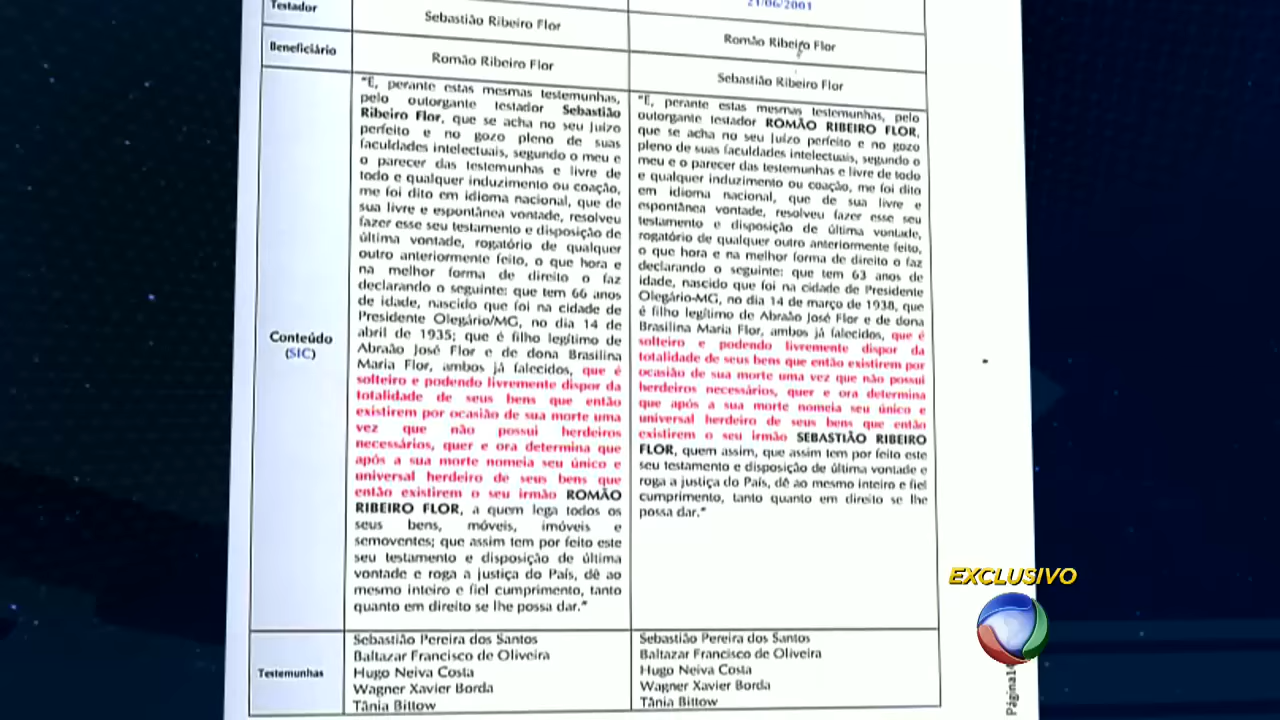 21/06/2001
Testador
Sebastião Ribeiro Flor
Romão Ribeiro Flor
Beneficiário
Romão Ribeiro Flor
Sebastião Ribeiro Flor
Conteúdo
(SIC)
"E, perante estas mesmas testemunhas,
pelo outorgante testador Sebastião
Ribeiro Flor, que se acha no seu Juízo
perfeito e no gozo pleno de suas
faculdades intelectuais, segundo o meu e
o parecer das testemunhas e livre de
todo e qualquer induzimento ou coação,
me foi dito em idioma nacional, que de
sua livre e espontânea vontade, resolveu
fazer esse seu testamento e disposição de
última vontade, rogatório de qualquer
outro anteriormente feito, o que hora e
na melhor forma de direito o faz
declarando o seguinte: que tem 66 anos
de idade, nascido que foi na cidade de
Presidente Olegário/MG, no dia 14 de
abril de 1935; que é filho legítimo de
Abraão José Flor e de dona Brasilina
Maria Flor, ambos já falecidos, que é
solteiro e podendo livremente dispor da
totalidade de seus bens que então
existirem por ocasião de sua morte uma
vez que não possui herdeiros
necessários, quer e ora determina que
após a sua morte nomeia seu único e
universal herdeiro de seus bens que
então existirem o seu irmão ROMÃO
RIBEIRO FLOR, a quem lega todos os
seus bens, móveis, imóveis e
semoventes; que assim tem por feito este
seu testamento e disposição de última
vontade e roga a justiça do País, dê ao
mesmo inteiro e fiel cumprimento, tanto
quanto em direito se lhe possa dar."
"E, perante estas mesmas testemunhas, pelo
outorgante testador ROMÃO RIBEIRO FLOR,
que se acha no seu Juízo perfeito e no gozo
pleno de suas faculdades intelectuais, segundo o
meu e o parecer das testemunhas e livre de todo
e qualquer induzimento ou coação, me foi dito
em idioma nacional, que de sua livre e
espontânea vontade, resolveu fazer esse seu
testamento e disposição de última vontade,
rogatório de qualquer outro anteriormente feito,
o que hora e na melhor forma de direito o faz
declarando o seguinte: que tem 63 anos de
idade, nascido que foi na cidade de Presidente
Olegário-MG, no dia 14 de março de 1938, que
é filho legítimo de Abraão José Flor e de dona
Brasilina Maria Flor, ambos já falecidos, que é
solteiro e podendo livremente dispor da
totalidade de seus bens que então existirem por
ocasião de sua morte uma vez que não possui
herdeiros necessários, quer e ora determina
que após a sua morte nomeia seu único e
universal herdeiro de seus bens que então
existirem o seu irmão SEBASTIÃO RIBEIRO
FLOR, quem assim, que assim tem por feito este
seu testamento e disposição de última vontade e
roga a justiça do País, dê ao mesmo inteiro e fiel
cumprimento, tanto quanto em direito se lhe
possa dar."
Testemunhas
Sebastião Pereira dos Santos
Baltazar Francisco de Oliveira
Hugo Neiva Costa
Wagner Xavier Borda
Tânia Bittow
Sebastião Pereira dos Santos
Baltazar Francisco de Oliveira
Hugo Neiva Costa
Wagner Xavier Borda
Tânia Bittow
EXCLUSIVO